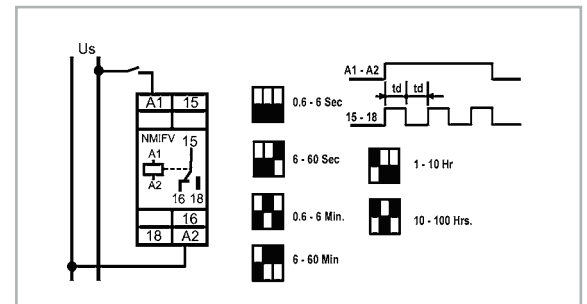 Us
A1 15
NMIFV 15
A1
A2
16 18
16
18 A2
0.6 - 6 Sec
6 - 60 Sec
0.6 - 6 Min.
6 - 60 Min
A1 - A2
td td
15 - 18
1 - 10 Hr
10 - 100 Hrs.